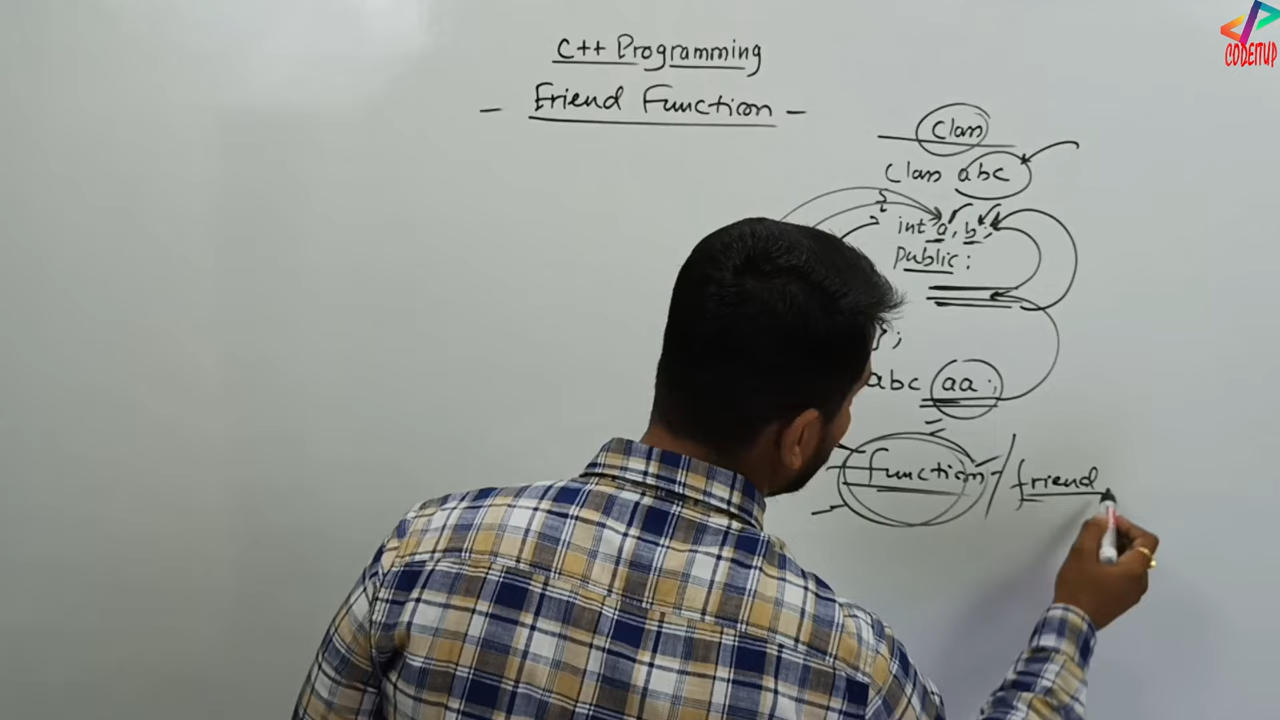 C++ Programming
- Friend Function -
Class
Class abc
{
int a, b;
public:
};
abc aa;
function / friend
CODEITUP